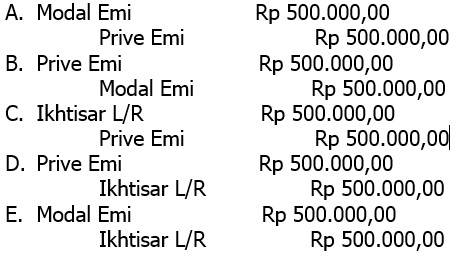 A. Modal Emi Rp 500.000,00
Prive Emi Rp 500.000,00
B. Prive Emi Rp 500.000,00
Modal Emi Rp 500.000,00
C. Ikhtisar L/R Rp 500.000,00
Prive Emi Rp 500.000,00
D. Prive Emi Rp 500.000,00
Ikhtisar L/R Rp 500.000,00
E. Modal Emi Rp 500.000,00
Ikhtisar L/R Rp 500.000,00